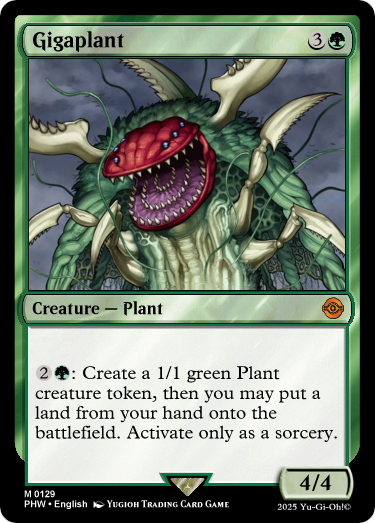 Gigaplant 3
Creature — Plant
2 : Create a 1/1 green Plant
creature token, then you may put a
land from your hand onto the
battlefield. Activate only as a sorcery.
4/4
M 0129
PHW • English Yugioh Trading Card Game
2025 Yu-Gi-Oh!©